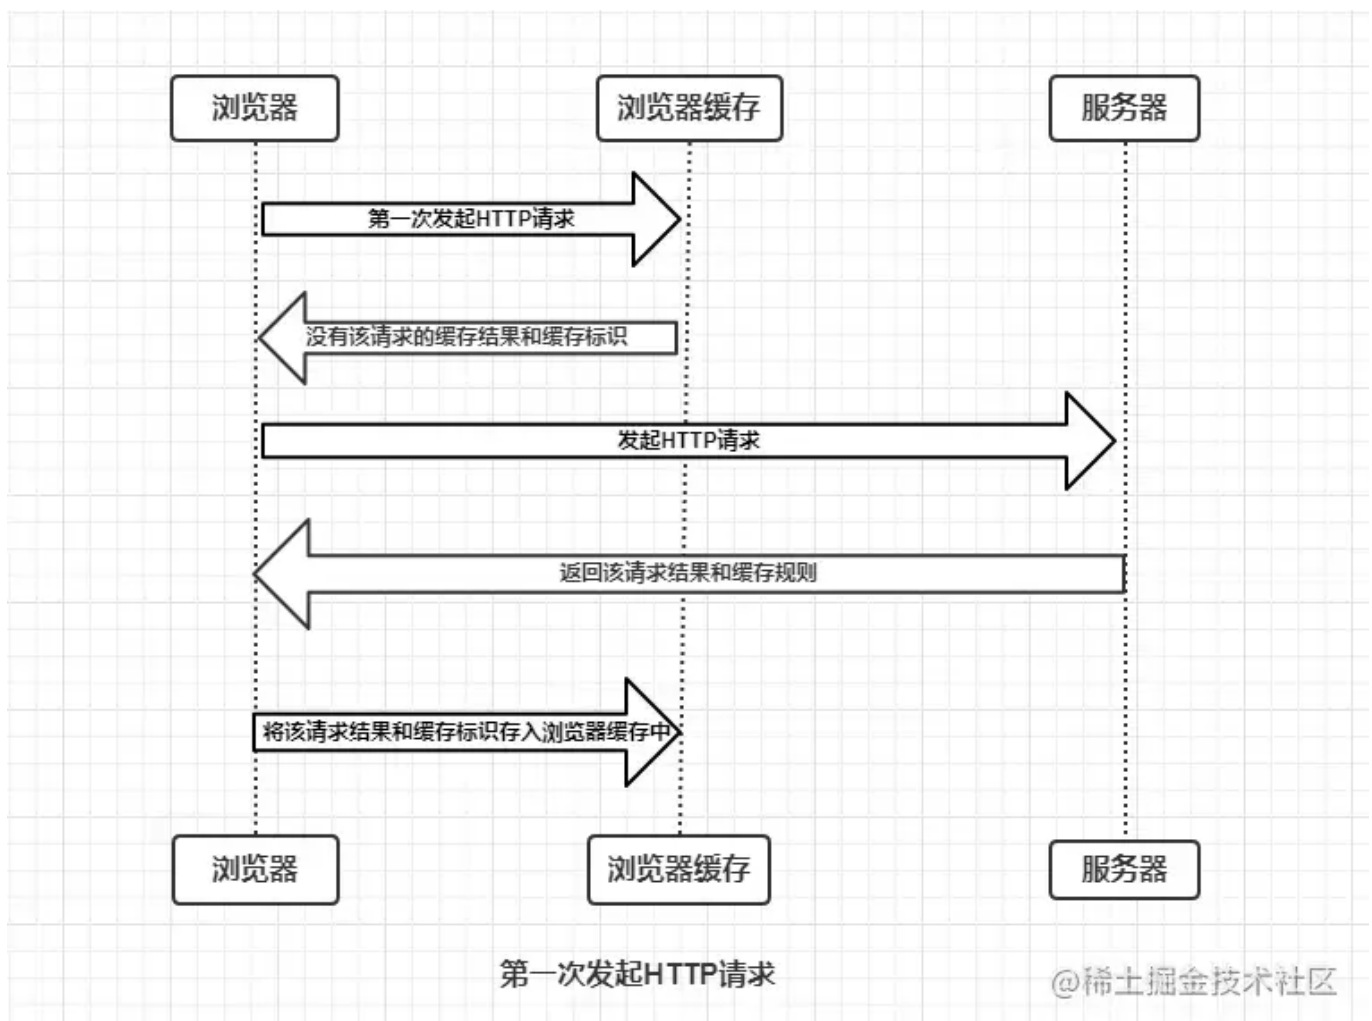 浏览器
浏览器缓存
服务器
第一次发起HTTP请求
没有该请求的缓存结果和缓存标识
发起HTTP请求
返回该请求结果和缓存规则
将该请求结果和缓存标识存入浏览器缓存中
浏览器
浏览器缓存
服务器
第一次发起HTTP请求
@稀土掘金技术社区